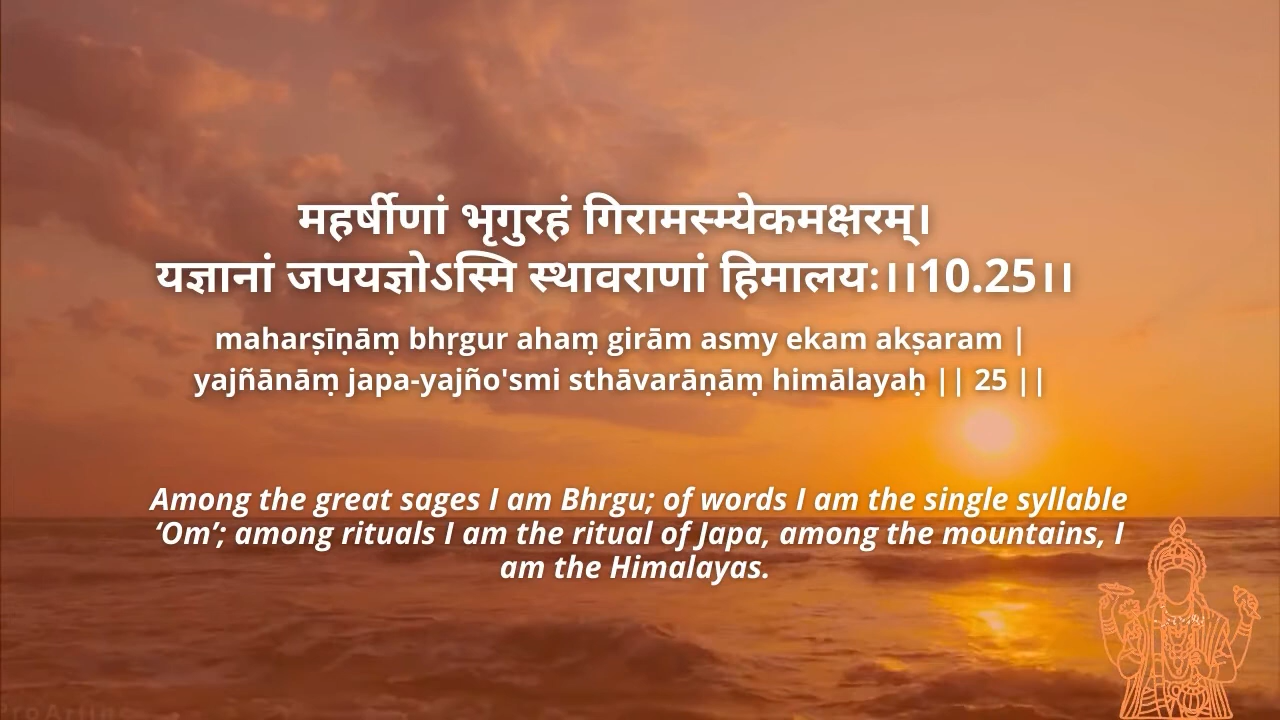 महर्षीणां भृगुरहं गिरामस्म्येकमक्षरम्।
यज्ञानां जपयज्ञोऽस्मि स्थावराणां हिमालयः।।10.25।।
maharṣīṇāṃ bhṛgur ahaṃ girām asmy ekam akṣaram |
yajñānāṃ japa-yajño'smi sthāvarāṇāṃ himālayaḥ || 25 ||
Among the great sages I am Bhrgu; of words I am the single syllable
‘Om’; among rituals I am the ritual of Japa, among the mountains, I
am the Himalayas.